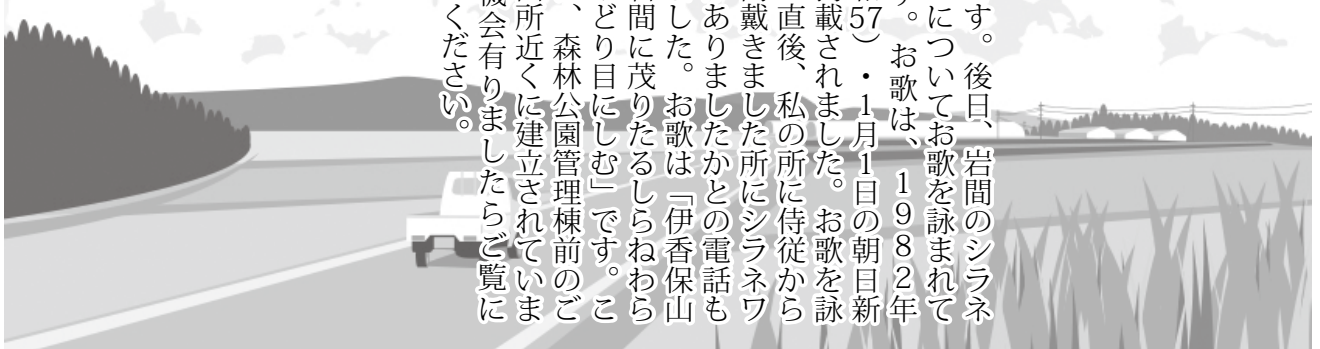 す。後日、岩間のシラネ
についてお歌を詠まれて
す。お歌は、1982年
57）・1月1日の朝日新
載されました。お歌を詠
直後、私の所に侍従から
戴きました所にシラネワ
ありましたかとの電話も
した。お歌は「伊香保山
間に茂りたるしらねわら
どり目にしむ」です。こ
、森林公園管理棟前のご
所近くに建立されていま
機会有りましたらご覧に
ください。